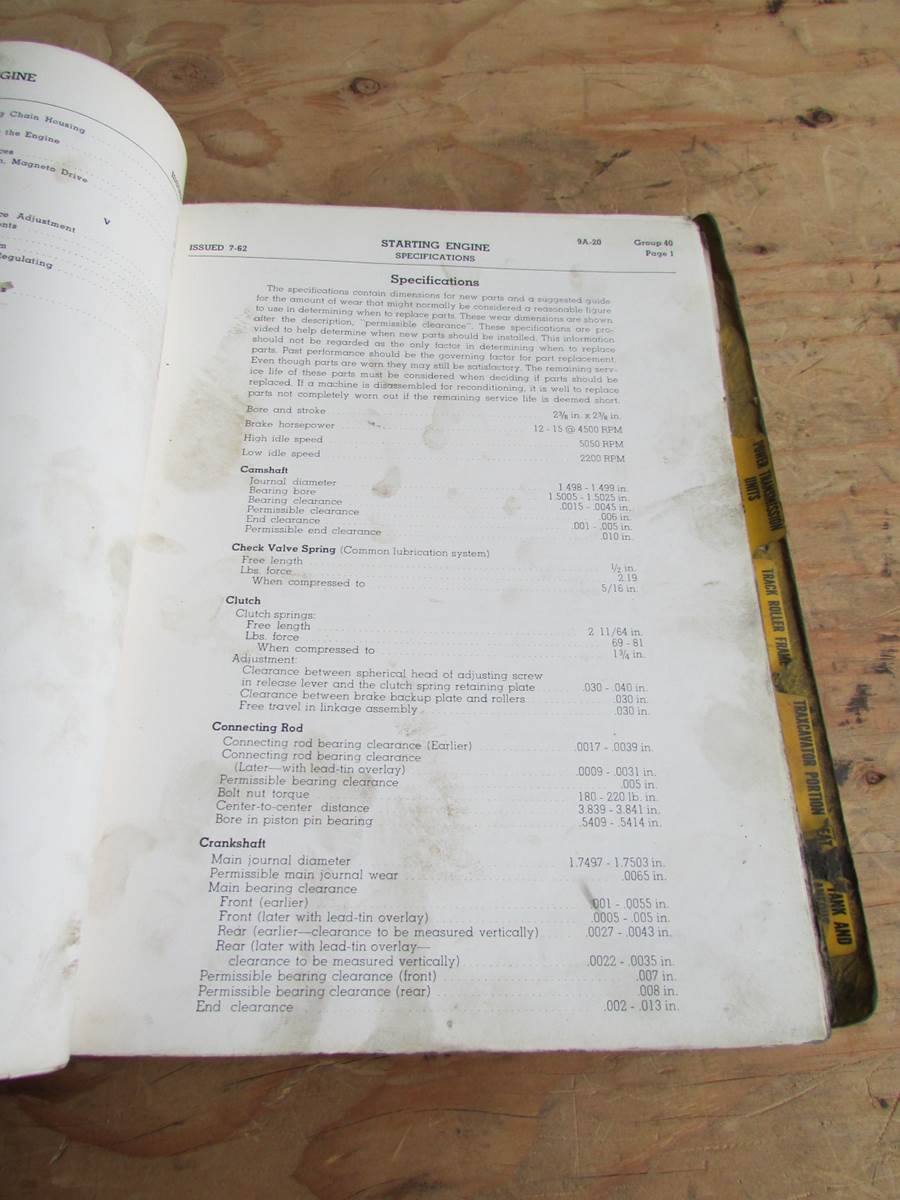 GINE
Chain Housing
the Engine
Magneto Drive
Adjustment
V
Regulating
ISSUED 7-62
STARTING ENGINE
SPECIFICATIONS
9A-20 Group 40
Page 1
Specifications
The specifications contain dimensions for new parts and a suggested guide
for the amount of wear that might normally be considered a reasonable figure
to use in determining when to replace parts. These wear dimensions are shown
after the description, "permissible clearance". These specifications are pro-
vided to help determine when new parts should be installed. This information
should not be regarded as the only factor in determining when to replace
parts. Past performance should be the governing factor for part replacement.
Even though parts are worn they may still be satisfactory. The remaining serv-
ice life of these parts must be considered when deciding if parts should be
replaced. If a machine is disassembled for reconditioning, it is well to replace
parts not completely worn out if the remaining service life is deemed short.
Bore and stroke 2⅜ in. x 2⅜ in.
Brake horsepower 12 - 15 @ 4500 RPM
High idle speed 5050 RPM
Low idle speed 2200 RPM
Camshaft
Journal diameter 1.498 - 1.499 in.
Bearing bore 1.5005 - 1.5025 in.
Bearing clearance .0015 - .0045 in.
Permissible clearance .006 in.
End clearance .001 - .005 in.
Permissible end clearance .010 in.
Check Valve Spring (Common lubrication system)
Free length ½ in.
Lbs. force 2.19
When compressed to 5/16 in.
Clutch
Clutch springs:
Free length 2 11/64 in.
Lbs. force 69 - 81
When compressed to 1¾ in.
Adjustment:
Clearance between spherical head of adjusting screw
in release lever and the clutch spring retaining plate .030 - .040 in.
Clearance between brake backup plate and rollers .030 in.
Free travel in linkage assembly .030 in.
Connecting Rod
Connecting rod bearing clearance (Earlier) .0017 - .0039 in.
Connecting rod bearing clearance
(Later—with lead-tin overlay) .0009 - .0031 in.
Permissible bearing clearance .005 in.
Bolt nut torque 180 - 220 lb. in.
Center-to-center distance 3.839 - 3.841 in.
Bore in piston pin bearing .5409 - .5414 in.
Crankshaft
Main journal diameter 1.7497 - 1.7503 in.
Permissible main journal wear .0065 in.
Main bearing clearance
Front (earlier) .001 - .0055 in.
Front (later with lead-tin overlay) .0005 - .005 in.
Rear (earlier—clearance to be measured vertically) .0027 - .0043 in.
Rear (later with lead-tin overlay—
clearance to be measured vertically) .0022 - .0035 in.
Permissible bearing clearance (front) .007 in.
Permissible bearing clearance (rear) .008 in.
End clearance .002 - .013 in.
POWER TRANSMISSION
UNITS
TRACK ROLLER FRAME
TRAXCAVATOR PORTION
TANK AND